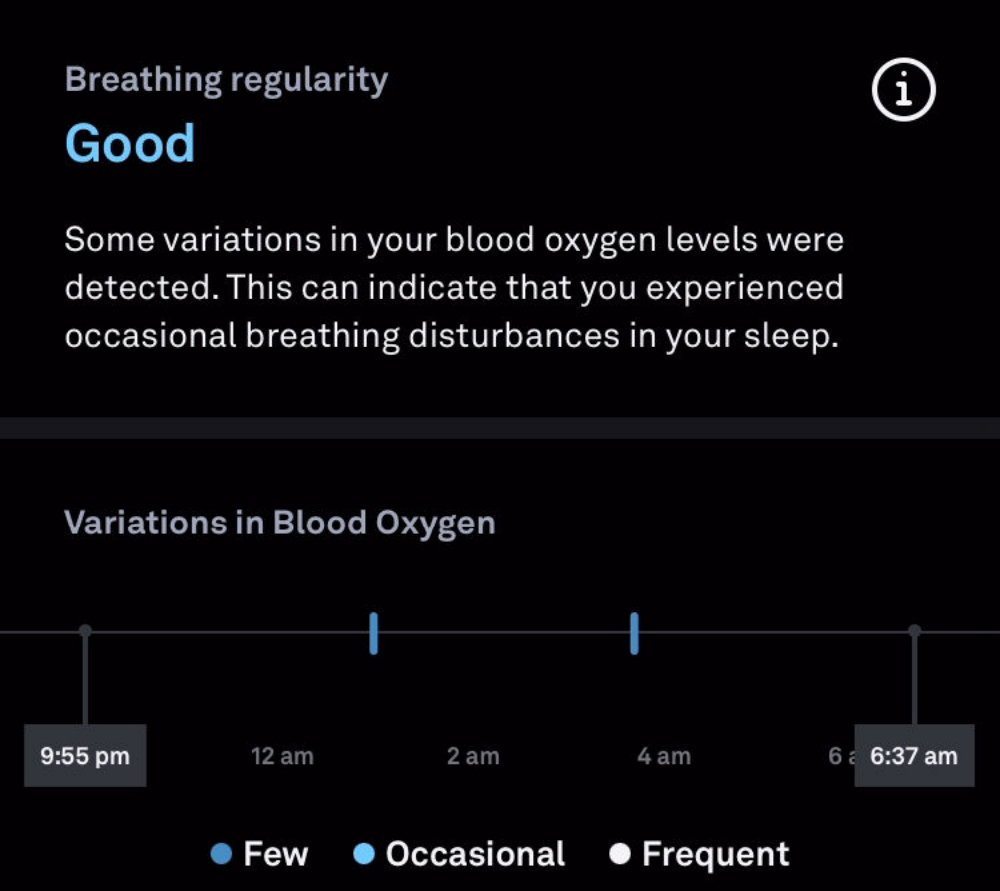 Breathing regularity
Good
Some variations in your blood oxygen levels were
detected. This can indicate that you experienced
occasional breathing disturbances in your sleep.
Variations in Blood Oxygen
9:55 pm 12 am 2 am 4 am 6 a 6:37 am
Few Occasional Frequent